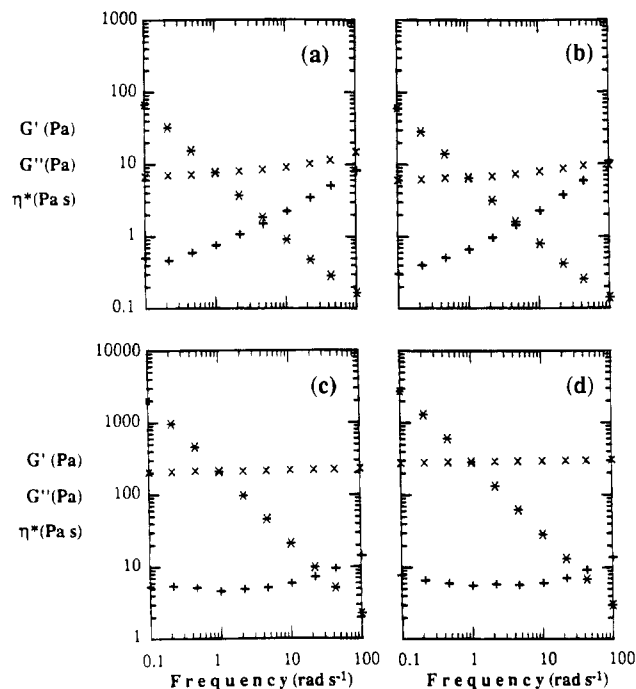 1000
(a)
(b)
100
G' (Pa)
G''(Pa)
10
η*(Pa s)
1
0.1
10000
(c)
(d)
1000
G' (Pa)
G''(Pa)
100
η*(Pa s)
10
1
0.1 1 10 100 0.1 1 10 100
Frequency (rad s⁻¹) Frequency (rad s⁻¹)